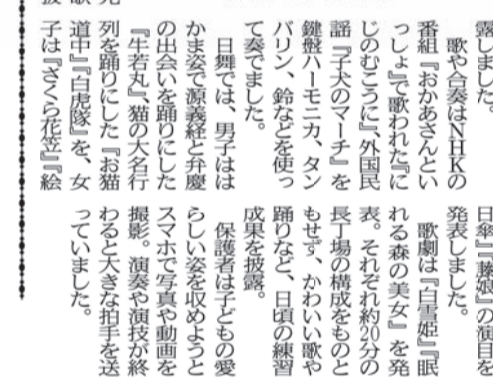 露しました。
歌や合奏はNHKの
番組『おかあさんとい
っしょ』で歌われた『に
じのむこうに』、外国民
謡『子犬のマーチ』を
鍵盤ハーモニカ、タン
バリン、鈴などを使っ
て奏でました。
日舞では、男子はは
かま姿で源義経と弁慶
の出会いを踊りにした
『牛若丸』、猫の大名行
列を踊りにした『お猫
道中』『白虎隊』を、女
子は『さくら花笠』『絵
日傘』『藤娘』の演目を
発表しました。
歌劇は『白雪姫』『眠
れる森の美女』を発
表。それぞれ約20分の
長丁場の構成をものと
もせず、かわいい歌や
踊りなど、日頃の練習
成果を披露。
保護者は子どもの愛
らしい姿を収めようと
スマホで写真や動画を
撮影。演奏や演技が終
わると大きな拍手を送
っていました。